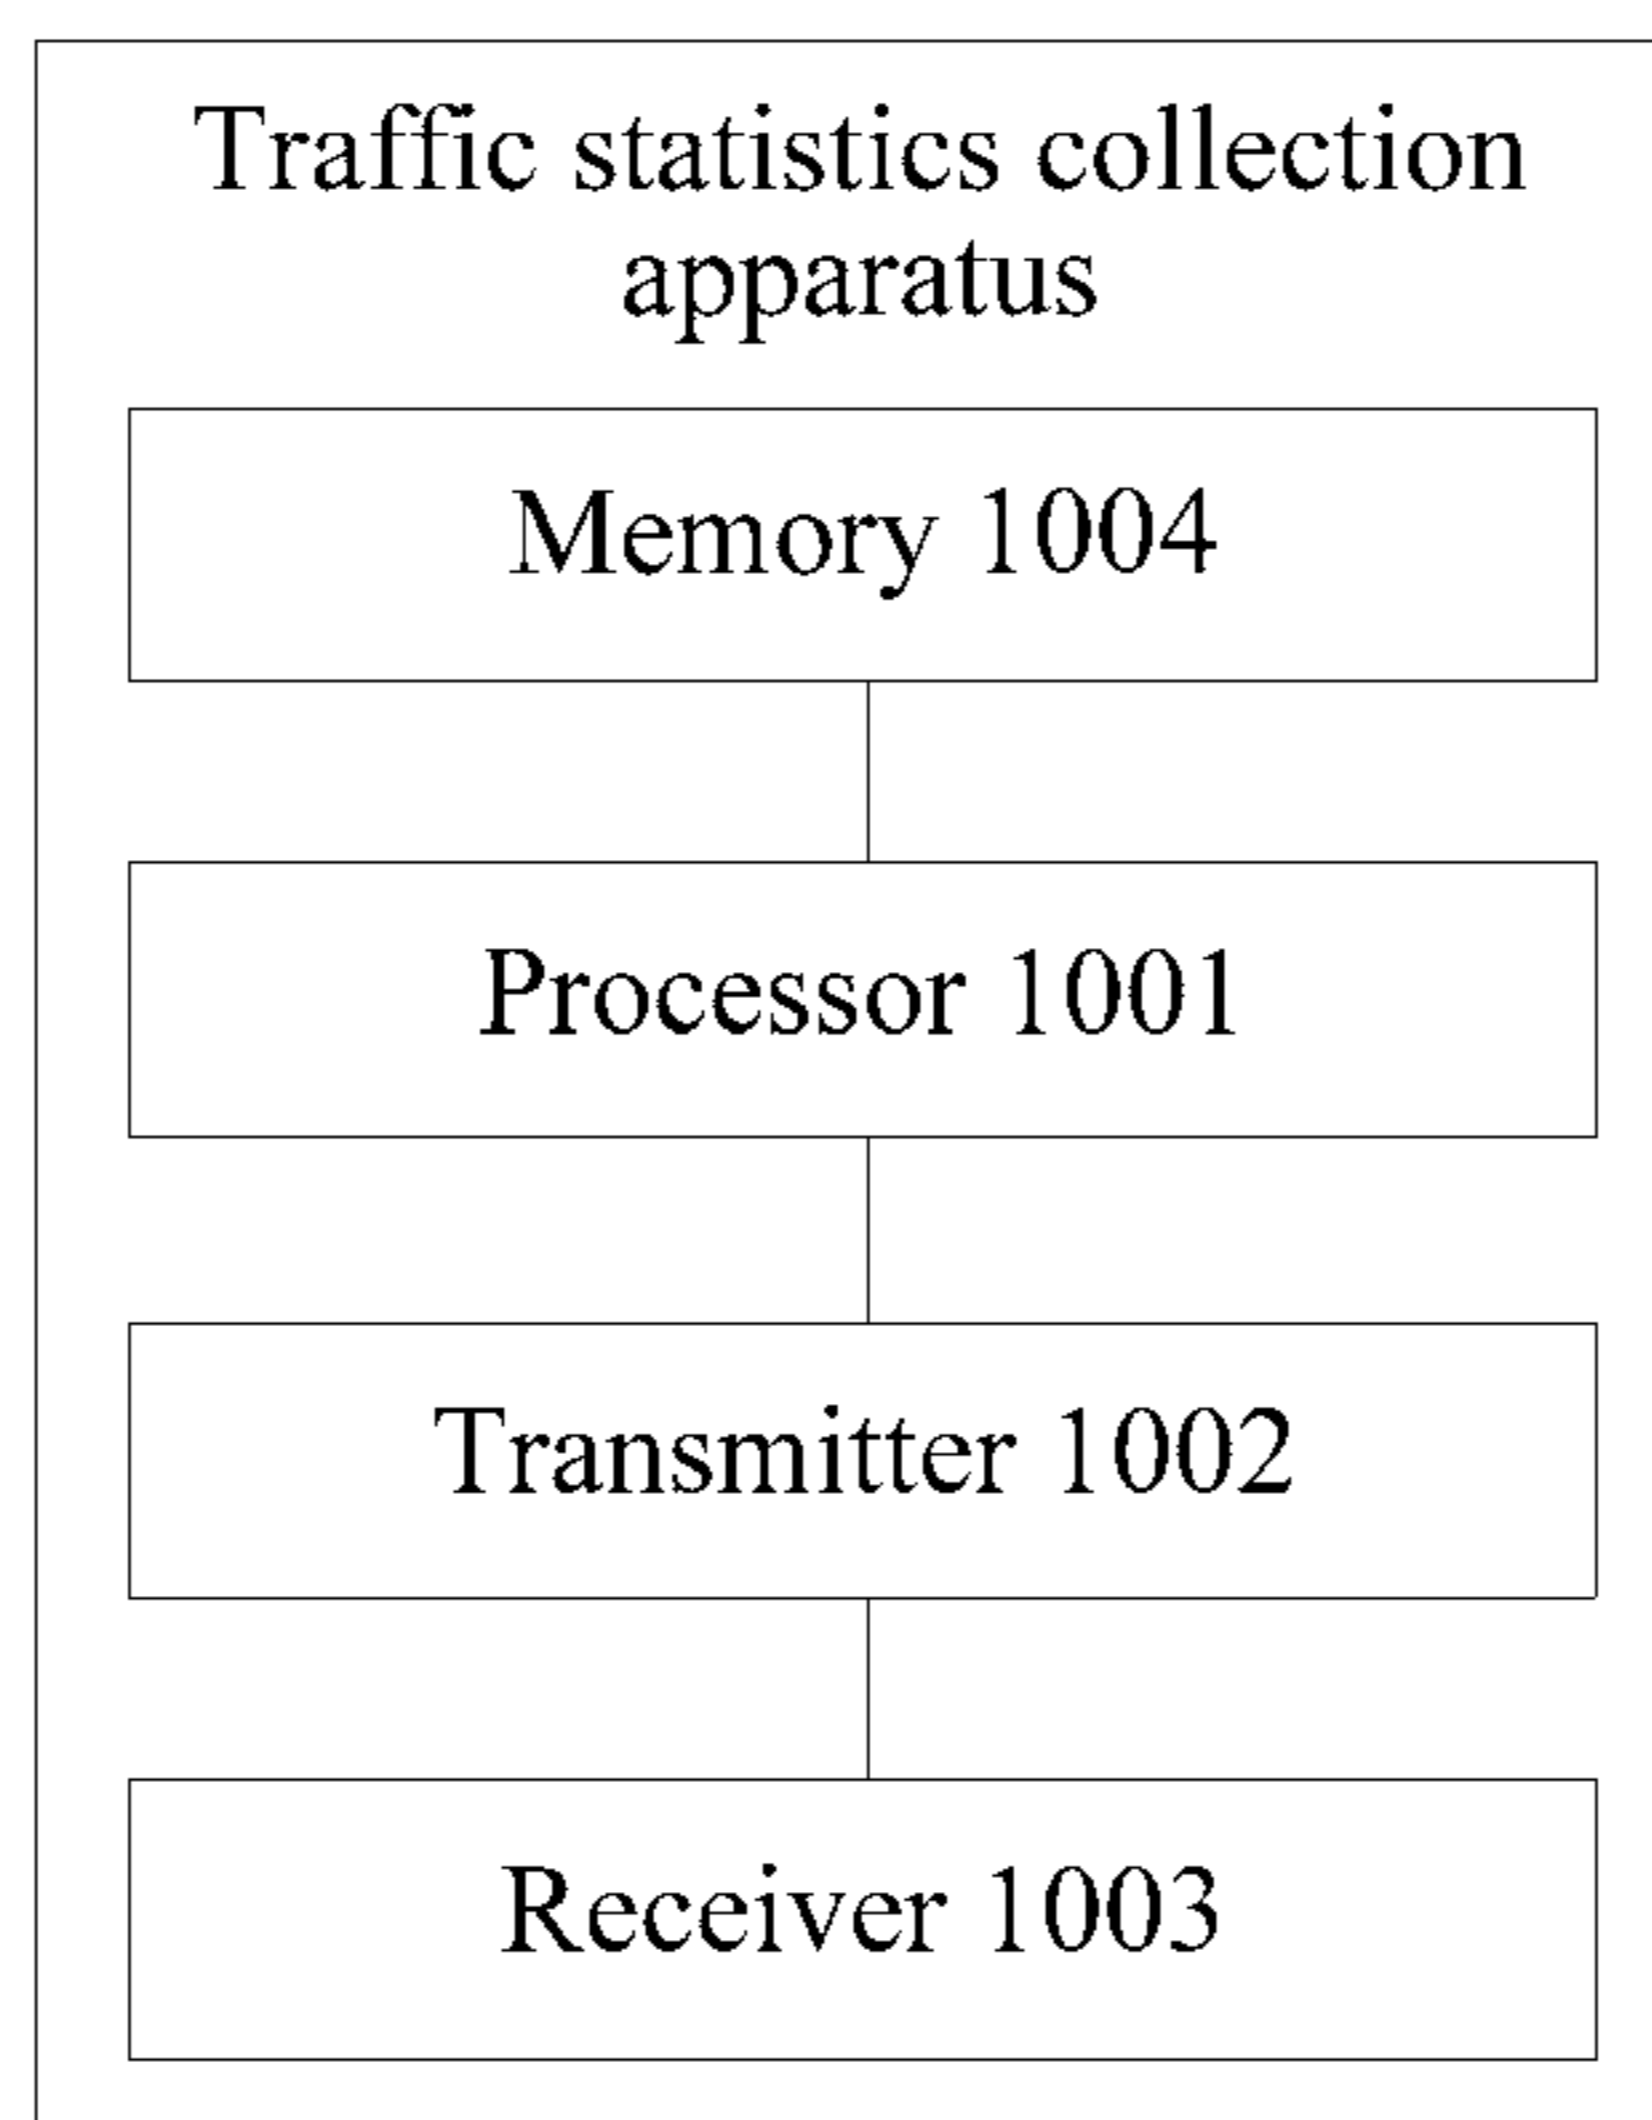 Traffic statistics collection
apparatus
Memory 1004
Processor 1001
Transmitter 1002
Receiver 1003